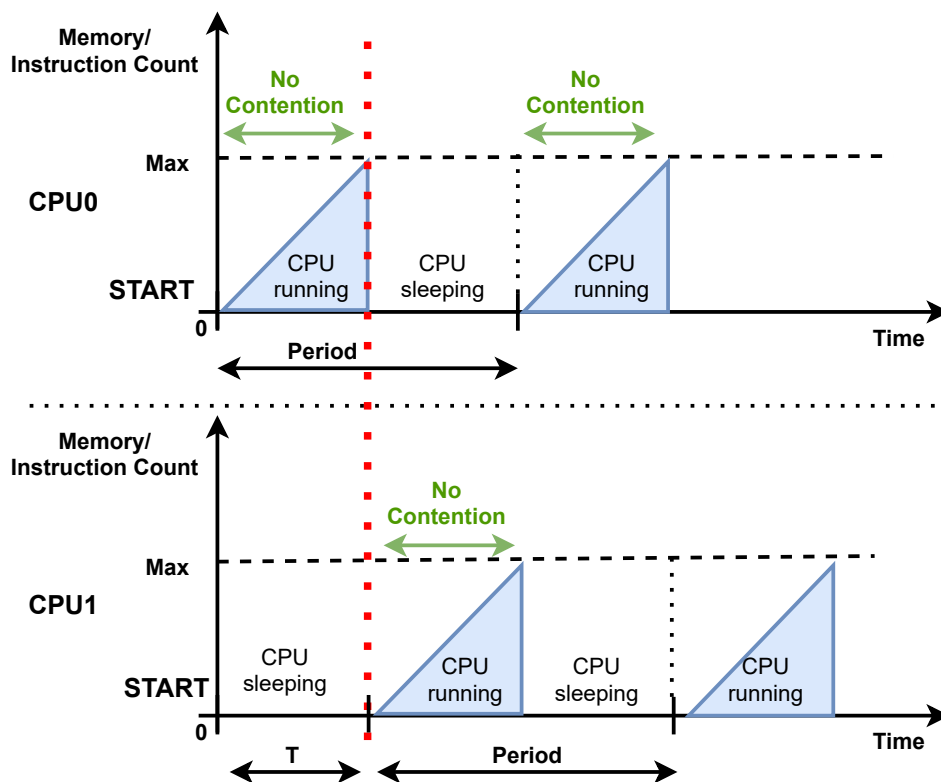 Memory/
Instruction Count
No
Contention
No
Contention
Max
CPU0
CPU
running
CPU
sleeping
CPU
running
START
0
Time
Period
Memory/
Instruction Count
No
Contention
Max
CPU1
CPU
sleeping
CPU
running
CPU
sleeping
CPU
running
START
0
Time
T
Period